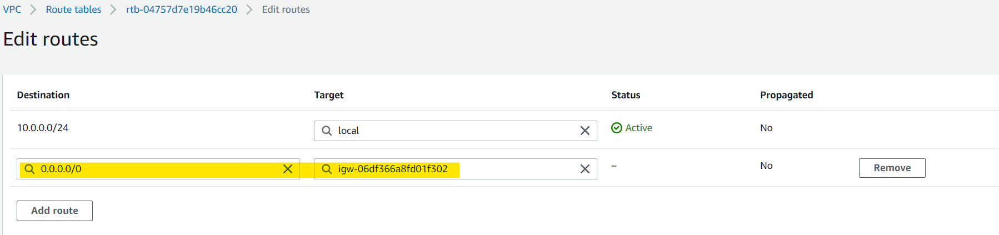 VPC > Route tables > rtb-04757d7e19b46cc20 > Edit routes
Edit routes
Destination Target Status Propagated
10.0.0.0/24 local Active No
0.0.0.0/0 igw-06df366a8fd01f302 – No Remove
Add route